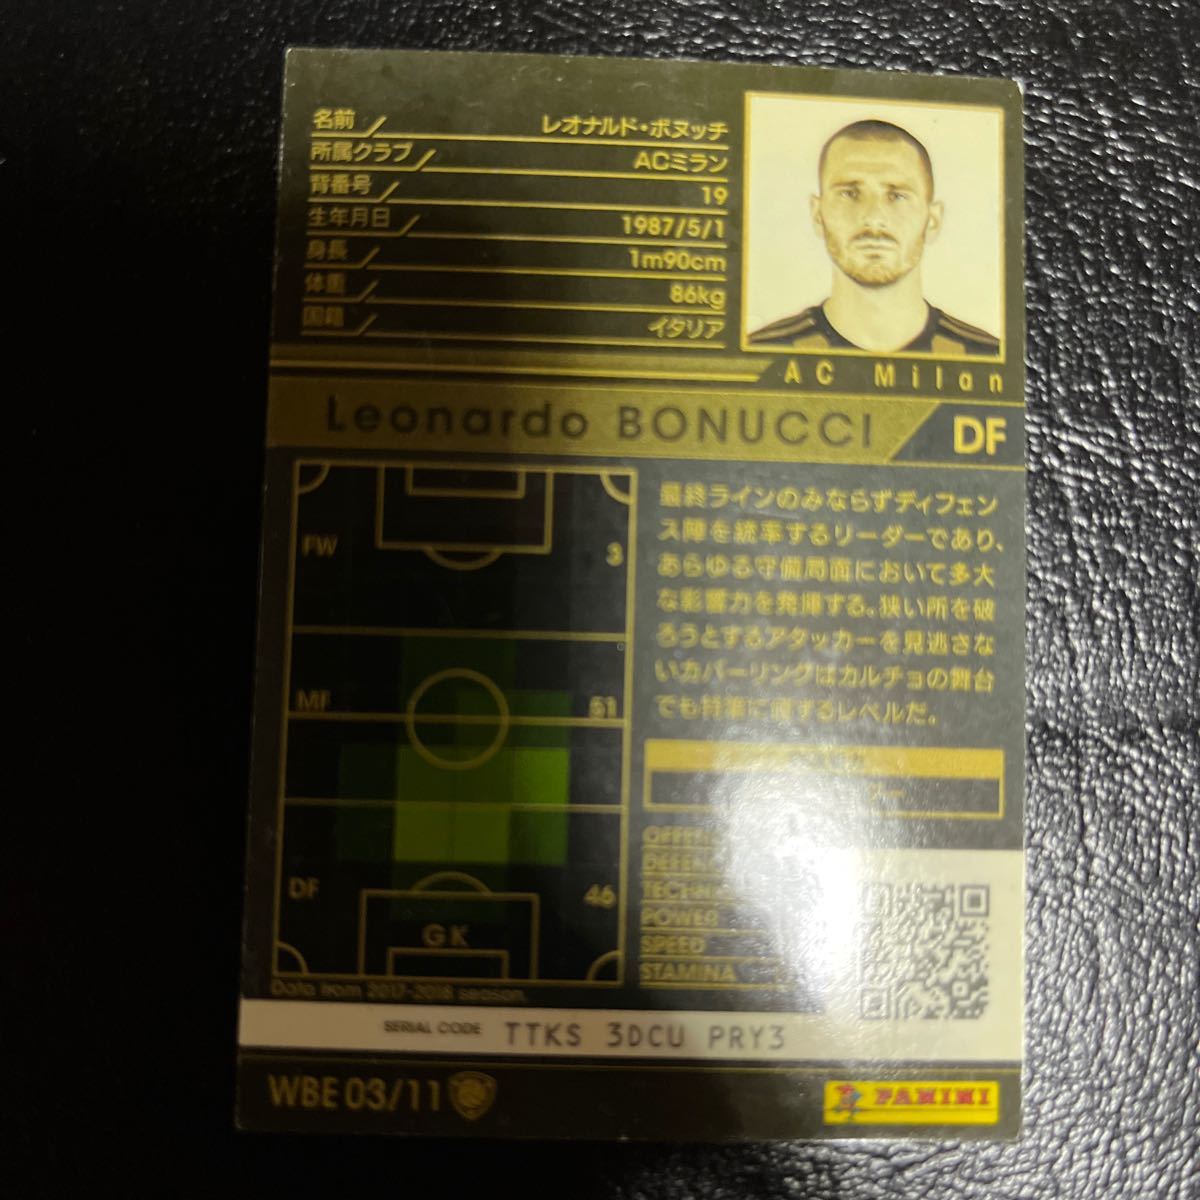 名前 レオナルド・ボヌッチ
所属クラブ ACミラン
背番号 19
生年月日 1987/5/1
身長 1m90cm
体重 86kg
国籍 イタリア
AC Milan
Leonardo BONUCCI DF
FW 3
MF 51
DF 46
GK
Data from 2017-2018 season.
最終ラインのみならずディフェン
ス陣を統率するリーダーであり、
あらゆる守備局面において多大
な影響力を発揮する。狭い所を破
ろうとするアタッカーを見逃さな
いカバーリングはカルチョの舞台
でも特筆に値するレベルだ。
OFFEN
DEFEN
TECHN
POWER
SPEED
STAMINA
SERIAL CODE TTKS 3DCU PRY3
WBE 03/11
PANINI